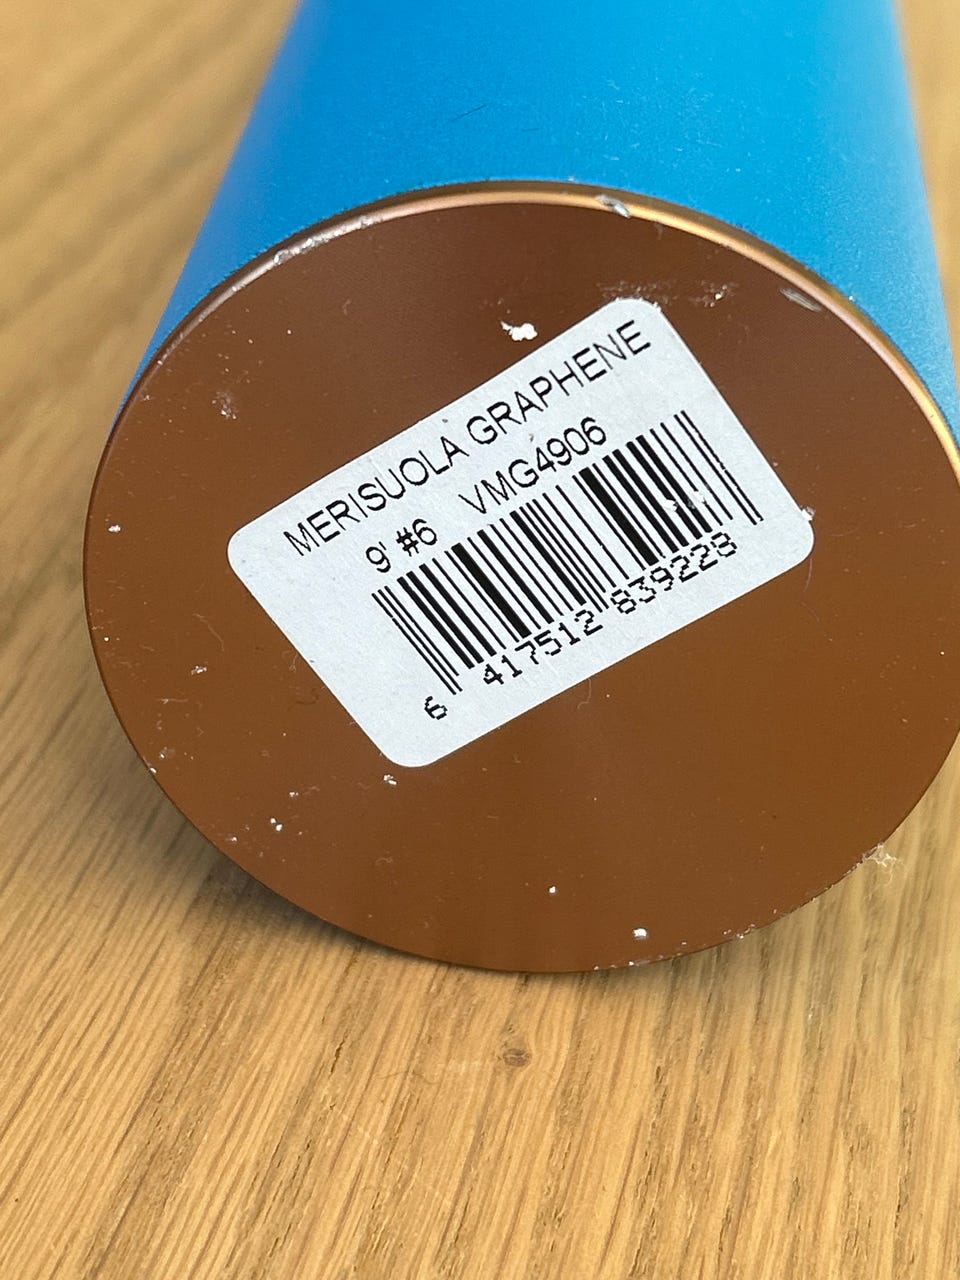 MERISUOLA GRAPHENE
9' #6 VMG4906
6 417512 839228